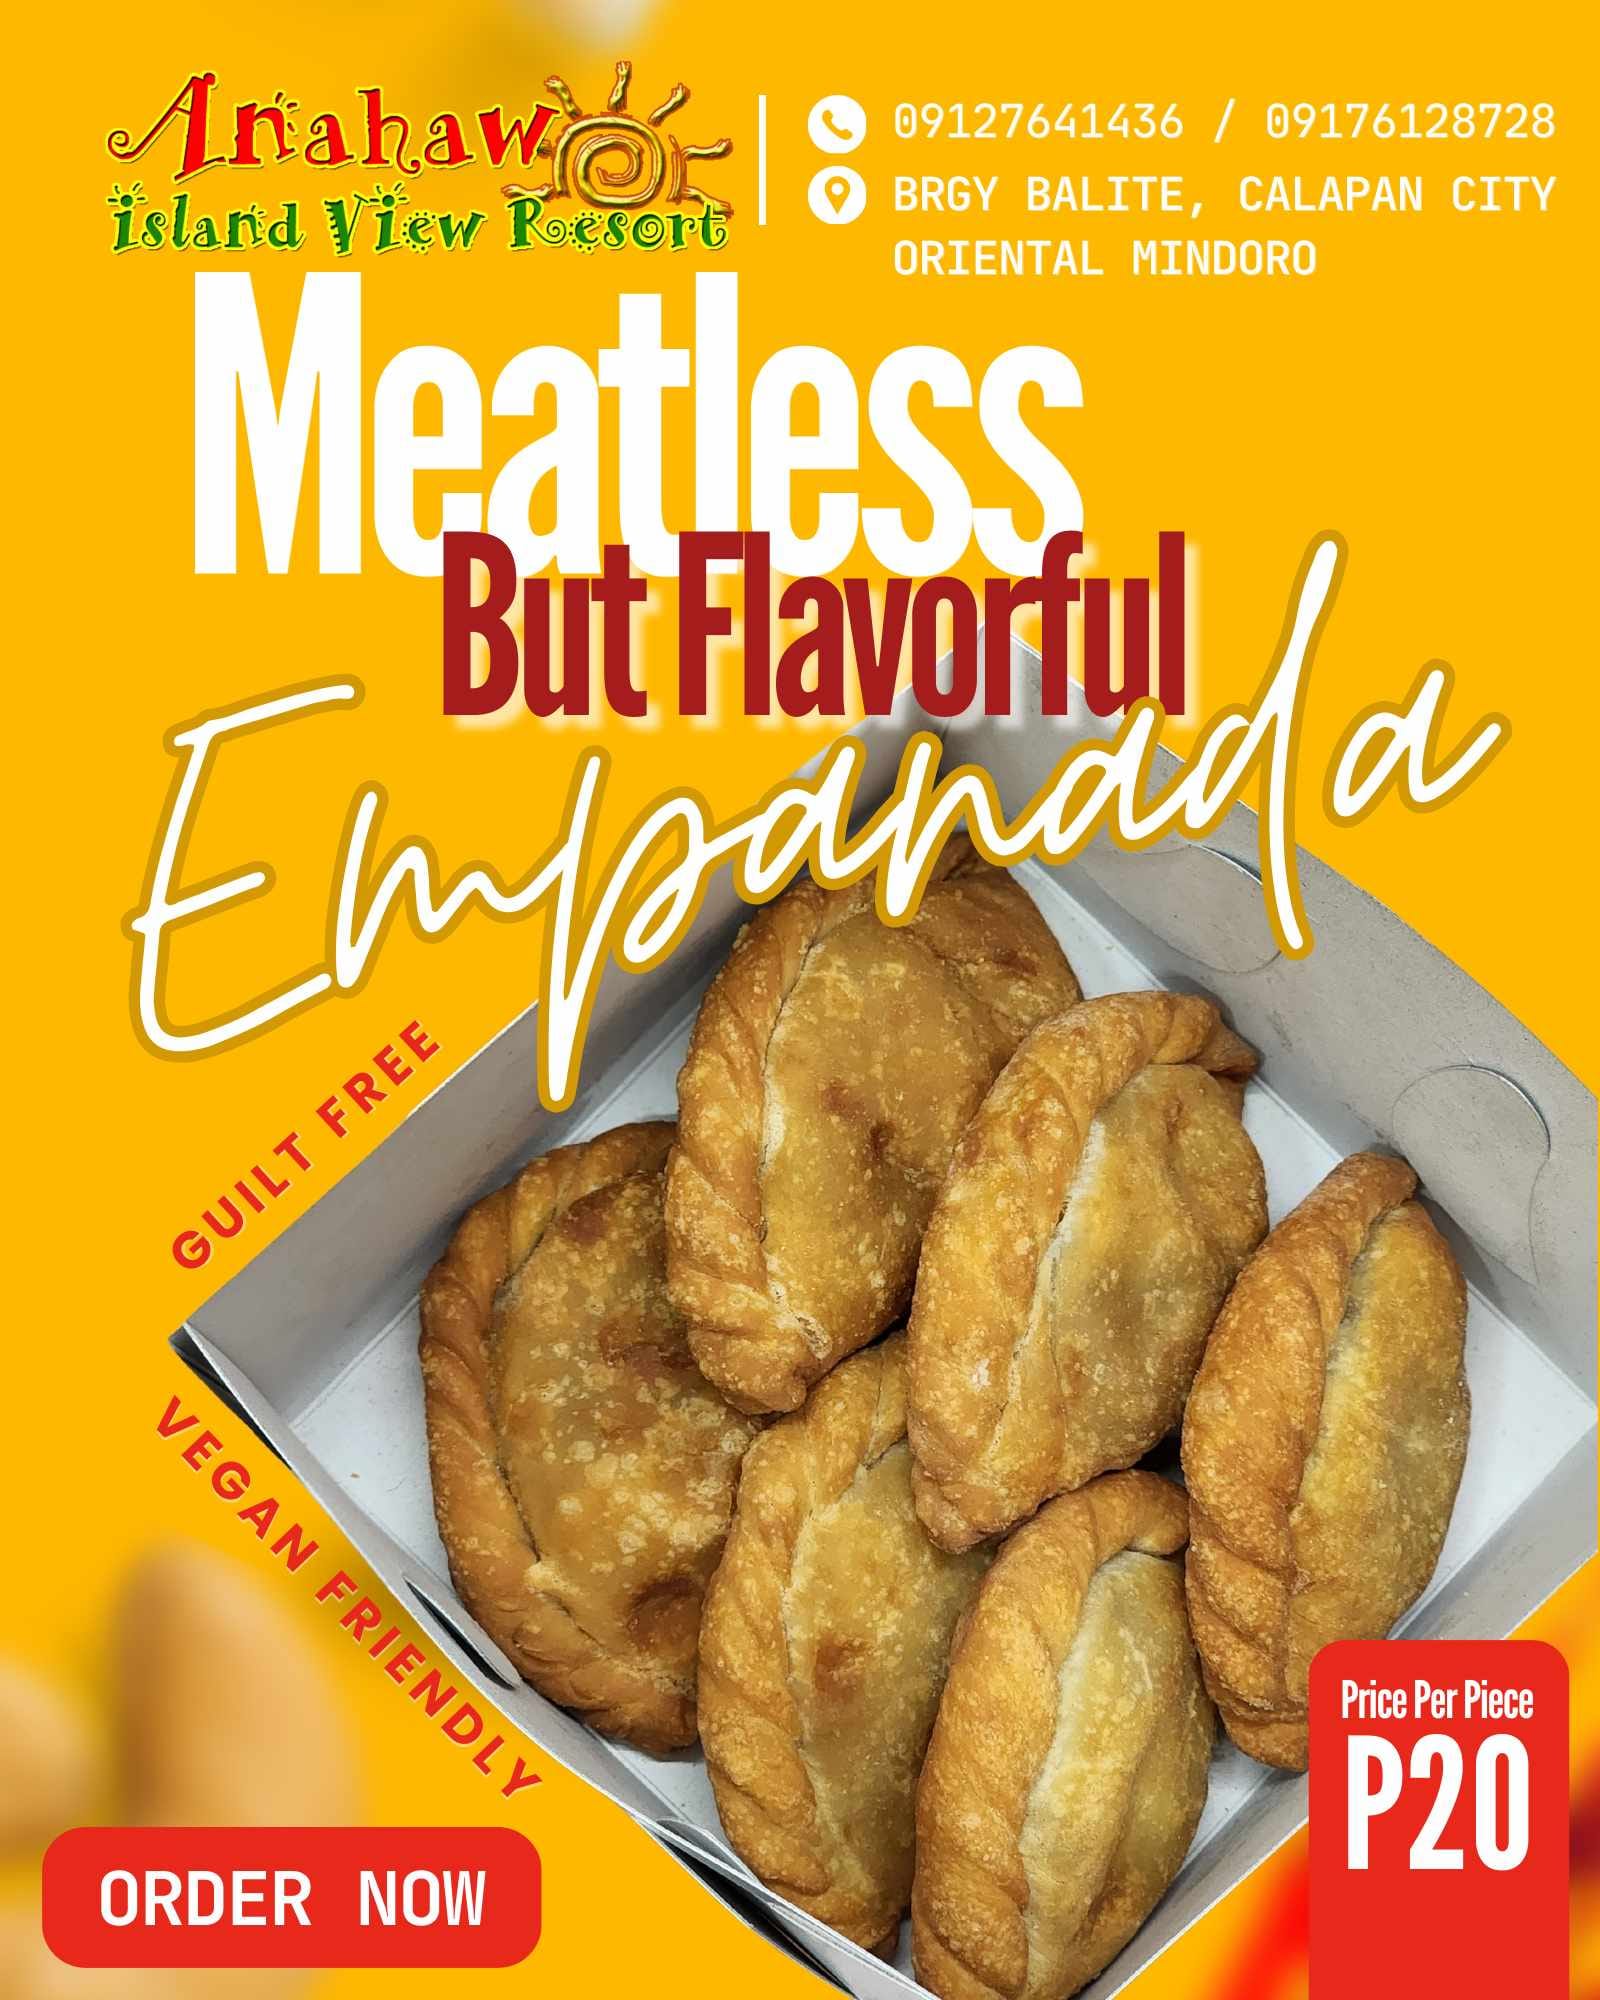 Anahaw
island View Resort
09127641436 / 09176128728
BRGY BALITE, CALAPAN CITY
ORIENTAL MINDORO
Meatless
But Flavorful
Empanada
GUILT FREE
VEGAN FRIENDLY
Price Per Piece
P20
ORDER NOW